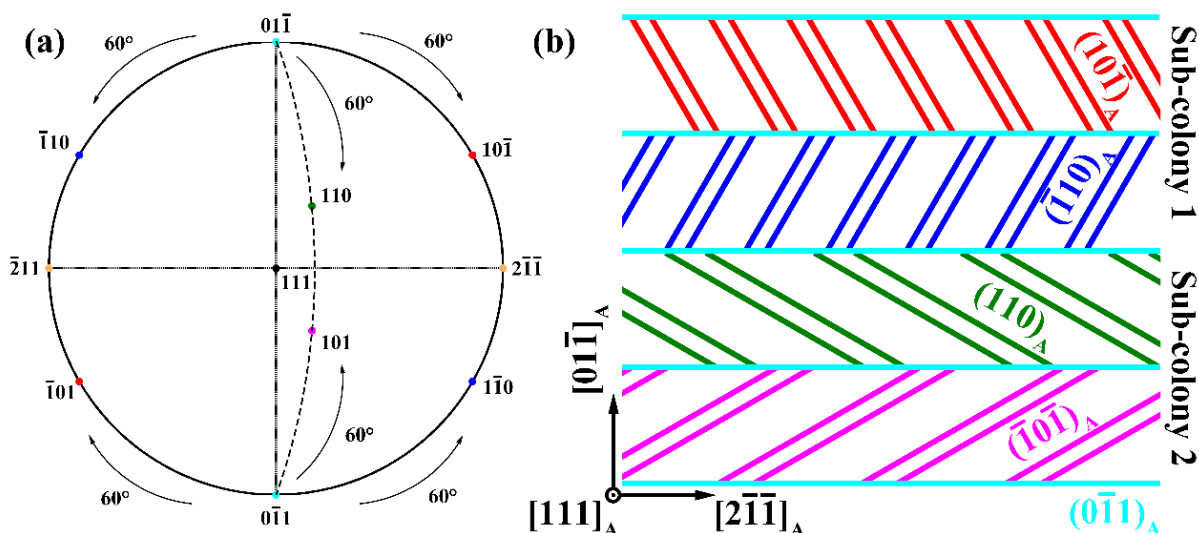 (a)
011̄
60°
60°
60°
1̄10
101̄
110
2̄11
111
21̄1̄
101
1̄01
11̄0
60°
60°
60°
01̄1
(b)
(101̄)A
(1̄10)A
(110)A
(1̄01̄)A
(01̄1)A
Sub-colony 1
Sub-colony 2
[011̄]A
[111]A
[21̄1̄]A